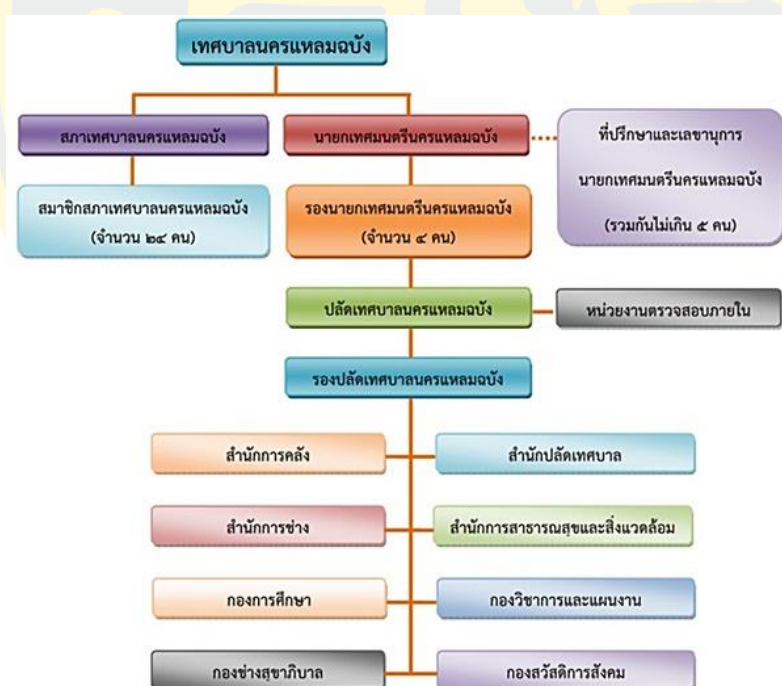 เทศบาลนครแหลมฉบัง
สภาเทศบาลนครแหลมฉบัง
นายกเทศมนตรีนครแหลมฉบัง
ที่ปรึกษาและเลขานุการ
นายกเทศมนตรีนครแหลมฉบัง
(รวมกันไม่เกิน ๕ คน)
สมาชิกสภาเทศบาลนครแหลมฉบัง
(จำนวน ๒๔ คน)
รองนายกเทศมนตรีนครแหลมฉบัง
(จำนวน ๔ คน)
ปลัดเทศบาลนครแหลมฉบัง
หน่วยงานตรวจสอบภายใน
รองปลัดเทศบาลนครแหลมฉบัง
สำนักการคลัง
สำนักปลัดเทศบาล
สำนักการช่าง
สำนักการสาธารณสุขและสิ่งแวดล้อม
กองการศึกษา
กองวิชาการและแผนงาน
กองช่างสุขาภิบาล
กองสวัสดิการสังคม